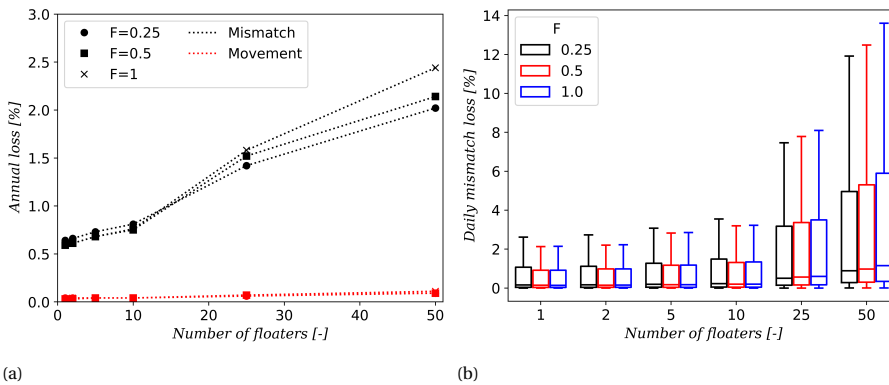 3.0
2.5
2.0
1.5
1.0
0.5
0.0
Annual loss [%]
F=0.25
F=0.5
F=1
Mismatch
Movement
0 10 20 30 40 50
Number of floaters [-]
(a)
14
12
10
8
6
4
2
0
Daily mismatch loss [%]
F
0.25
0.5
1.0
1 2 5 10 25 50
Number of floaters [-]
(b)